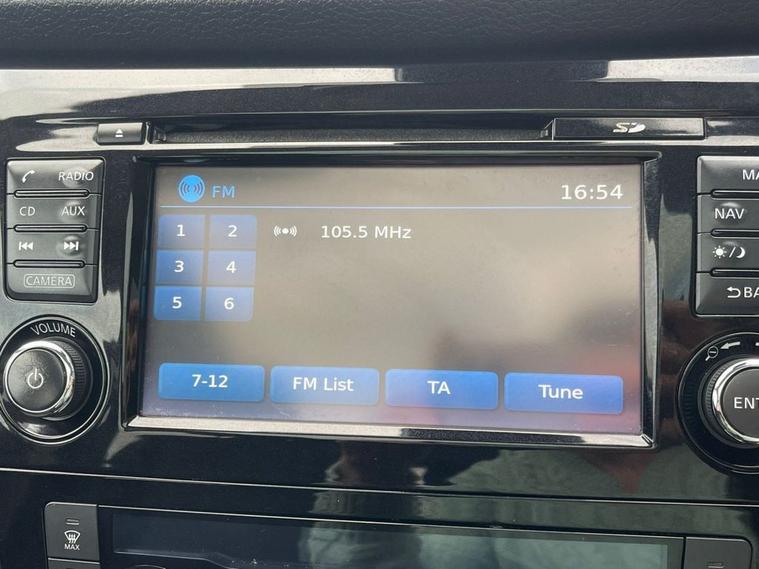 SD
RADIO
CD AUX
CAMERA
VOLUME
FM
16:54
1 2
105.5 MHz
3 4
5 6
7-12
FM List
TA
Tune
NAV
MAX